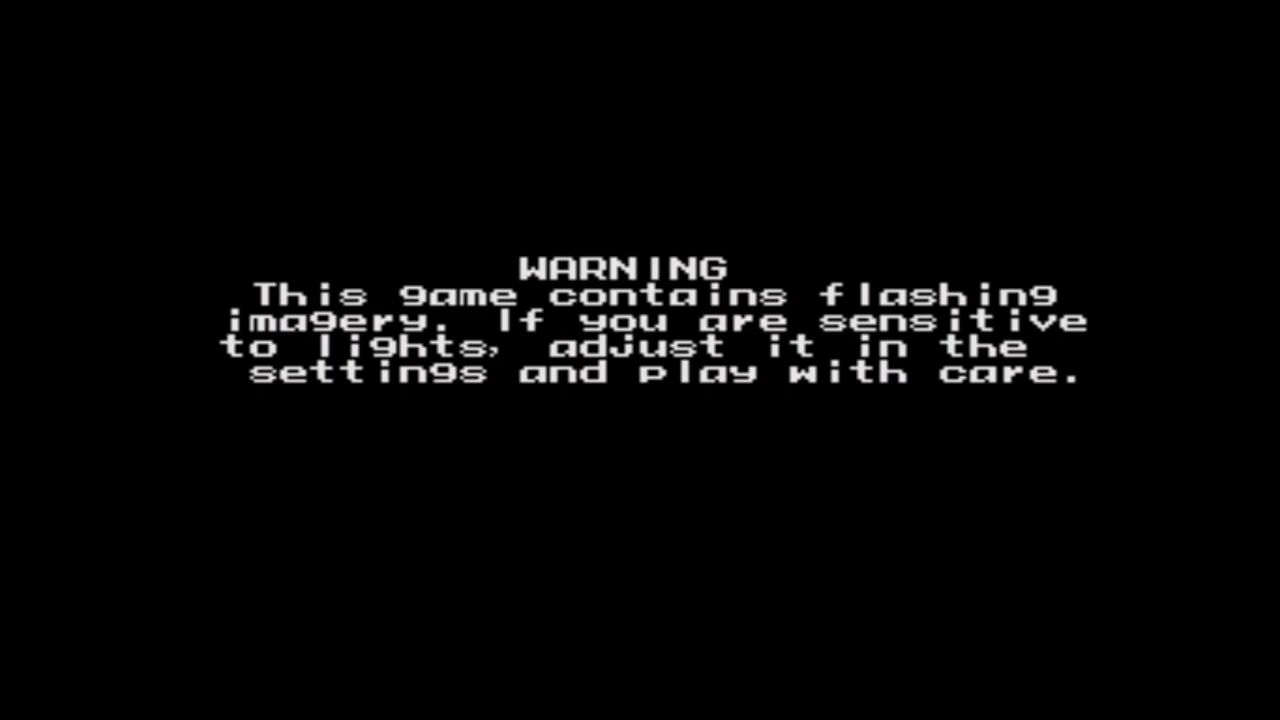 WARNING
This game contains flashing
imagery. If you are sensitive
to lights, adjust it in the
settings and play with care.